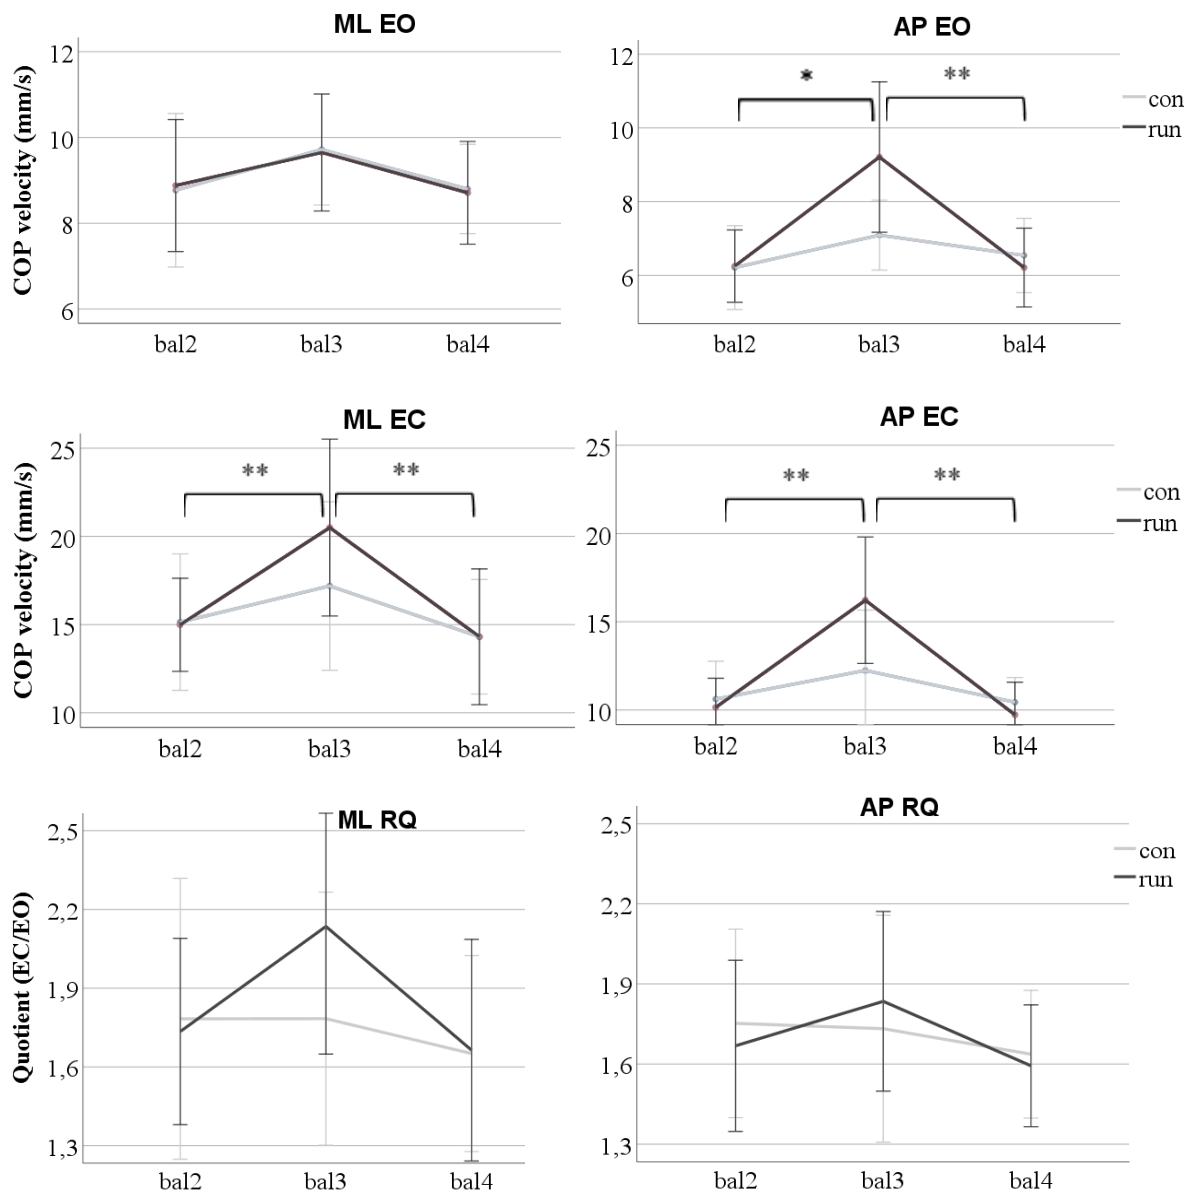 ML EO
COP velocity (mm/s)
12
10
8
6
bal2 bal3 bal4
AP EO
12
10
8
6
* **
con
run
bal2 bal3 bal4
ML EC
COP velocity (mm/s)
25
20
15
10
** **
bal2 bal3 bal4
AP EC
25
20
15
10
** **
con
run
bal2 bal3 bal4
ML RQ
Quotient (EC/EO)
2,5
2,2
1,9
1,6
1,3
bal2 bal3 bal4
AP RQ
2,5
2,2
1,9
1,6
1,3
con
run
bal2 bal3 bal4